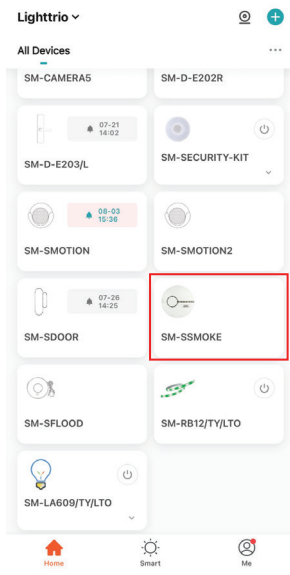 Lighttrio
All Devices
SM-CAMERA5
SM-D-E202R
07-21
14:02
SM-D-E203/L
SM-SECURITY-KIT
08-03
15:36
SM-SMOTION
SM-SMOTION2
07-26
14:25
SM-SDOOR
SM-SSMOKE
SM-SFLOOD
SM-RB12/TY/LTO
SM-LA609/TY/LTO
Home
Smart
Me